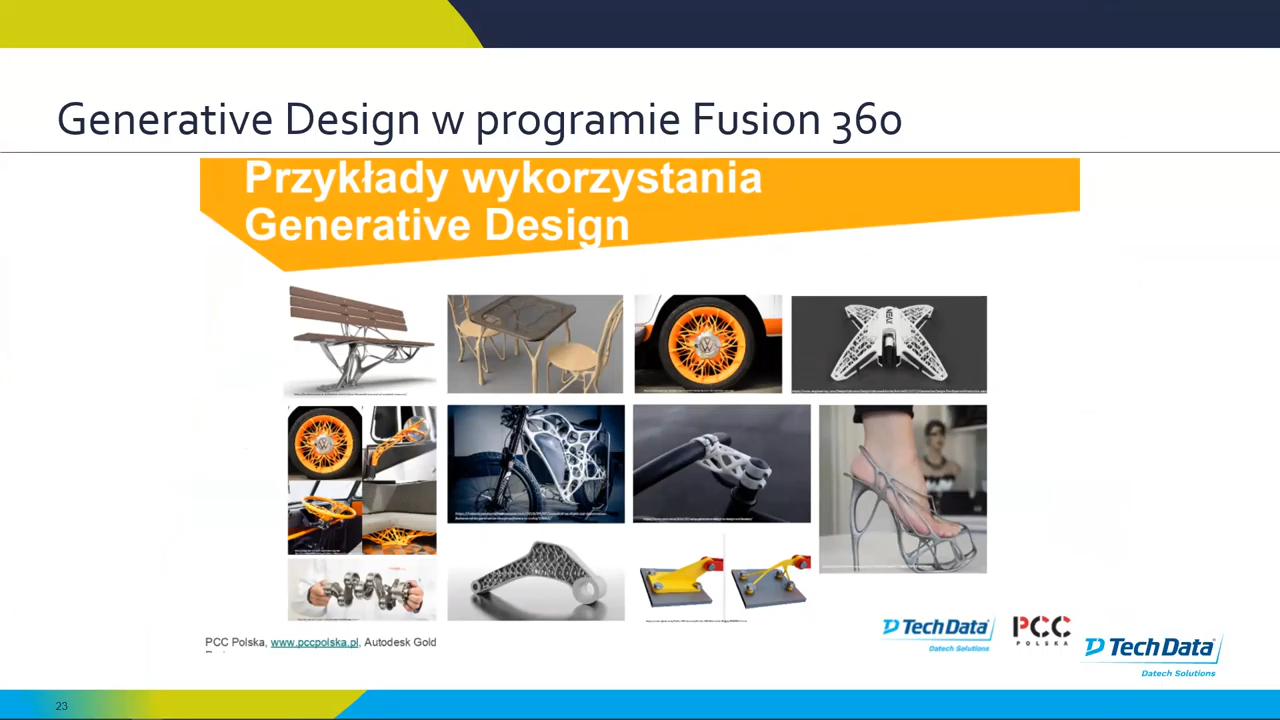 Generative Design w programie Fusion 360
Przykłady wykorzystania
Generative Design
PCC Polska, www.pccpolska.pl, Autodesk Gold
TechData
Datech Solutions
PCC
POLSKA
TechData
Datech Solutions
23